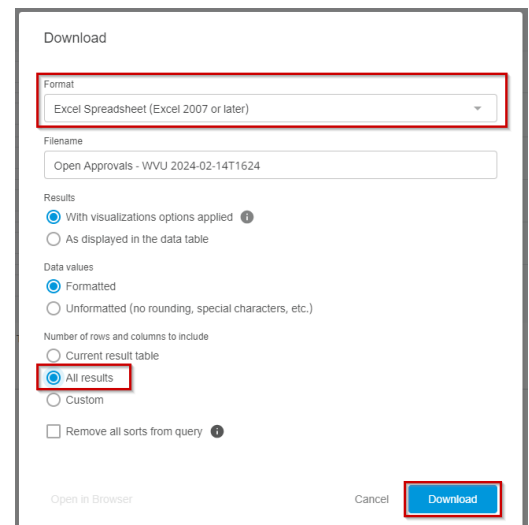 Download
Format
Excel Spreadsheet (Excel 2007 or later)
Filename
Open Approvals - WVU 2024-02-14T1624
Results
With visualizations options applied
As displayed in the data table
Data values
Formatted
Unformatted (no rounding, special characters, etc.)
Number of rows and columns to include
Current result table
All results
Custom
Remove all sorts from query
Open in Browser Cancel Download